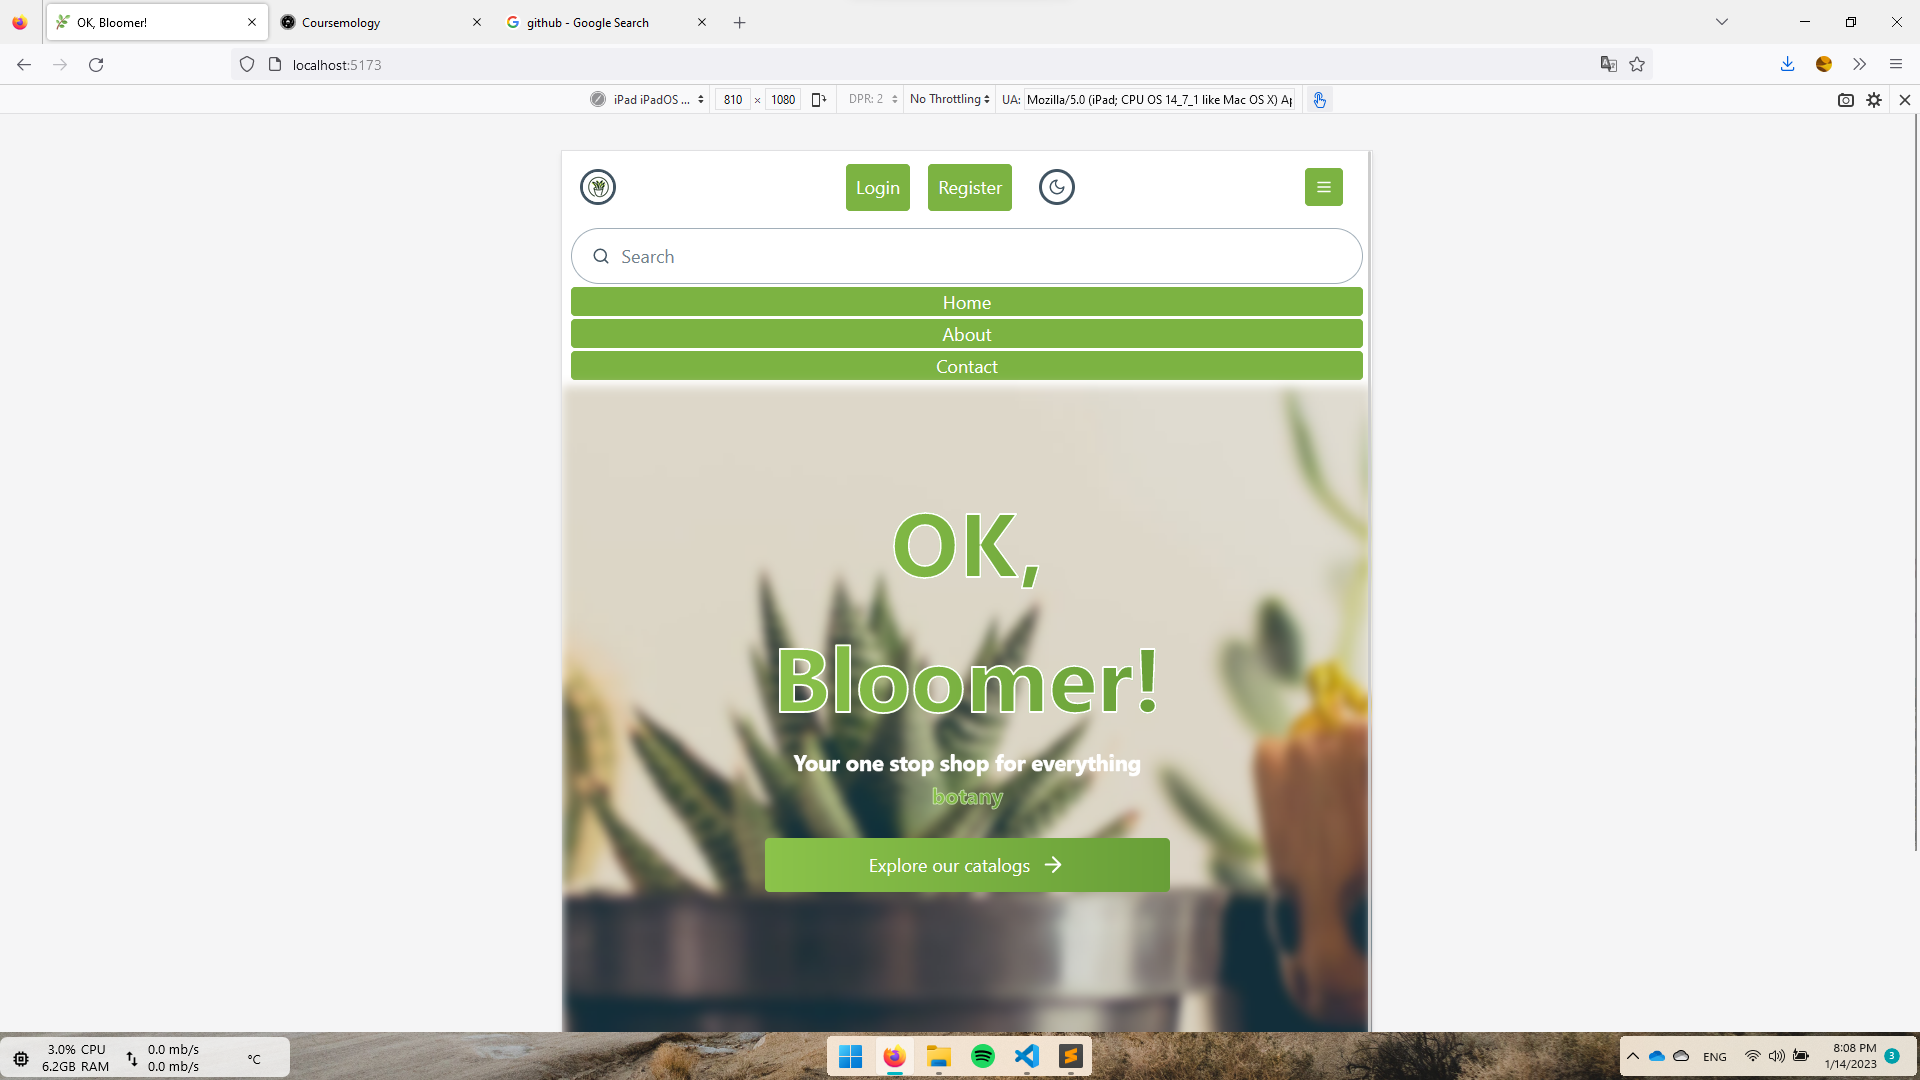 OK, Bloomer!
Coursemology
github - Google Search
localhost:5173
iPad iPadOS ...
810 × 1080
DPR: 2
No Throttling
UA: Mozilla/5.0 (iPad; CPU OS 14_7_1 like Mac OS X) Ap
Login
Register
Search
Home
About
Contact
OK,
Bloomer!
Your one stop shop for everything
botany
Explore our catalogs
3.0% CPU
6.2GB RAM
0.0 mb/s
0.0 mb/s
°C
ENG
8:08 PM
1/14/2023
3